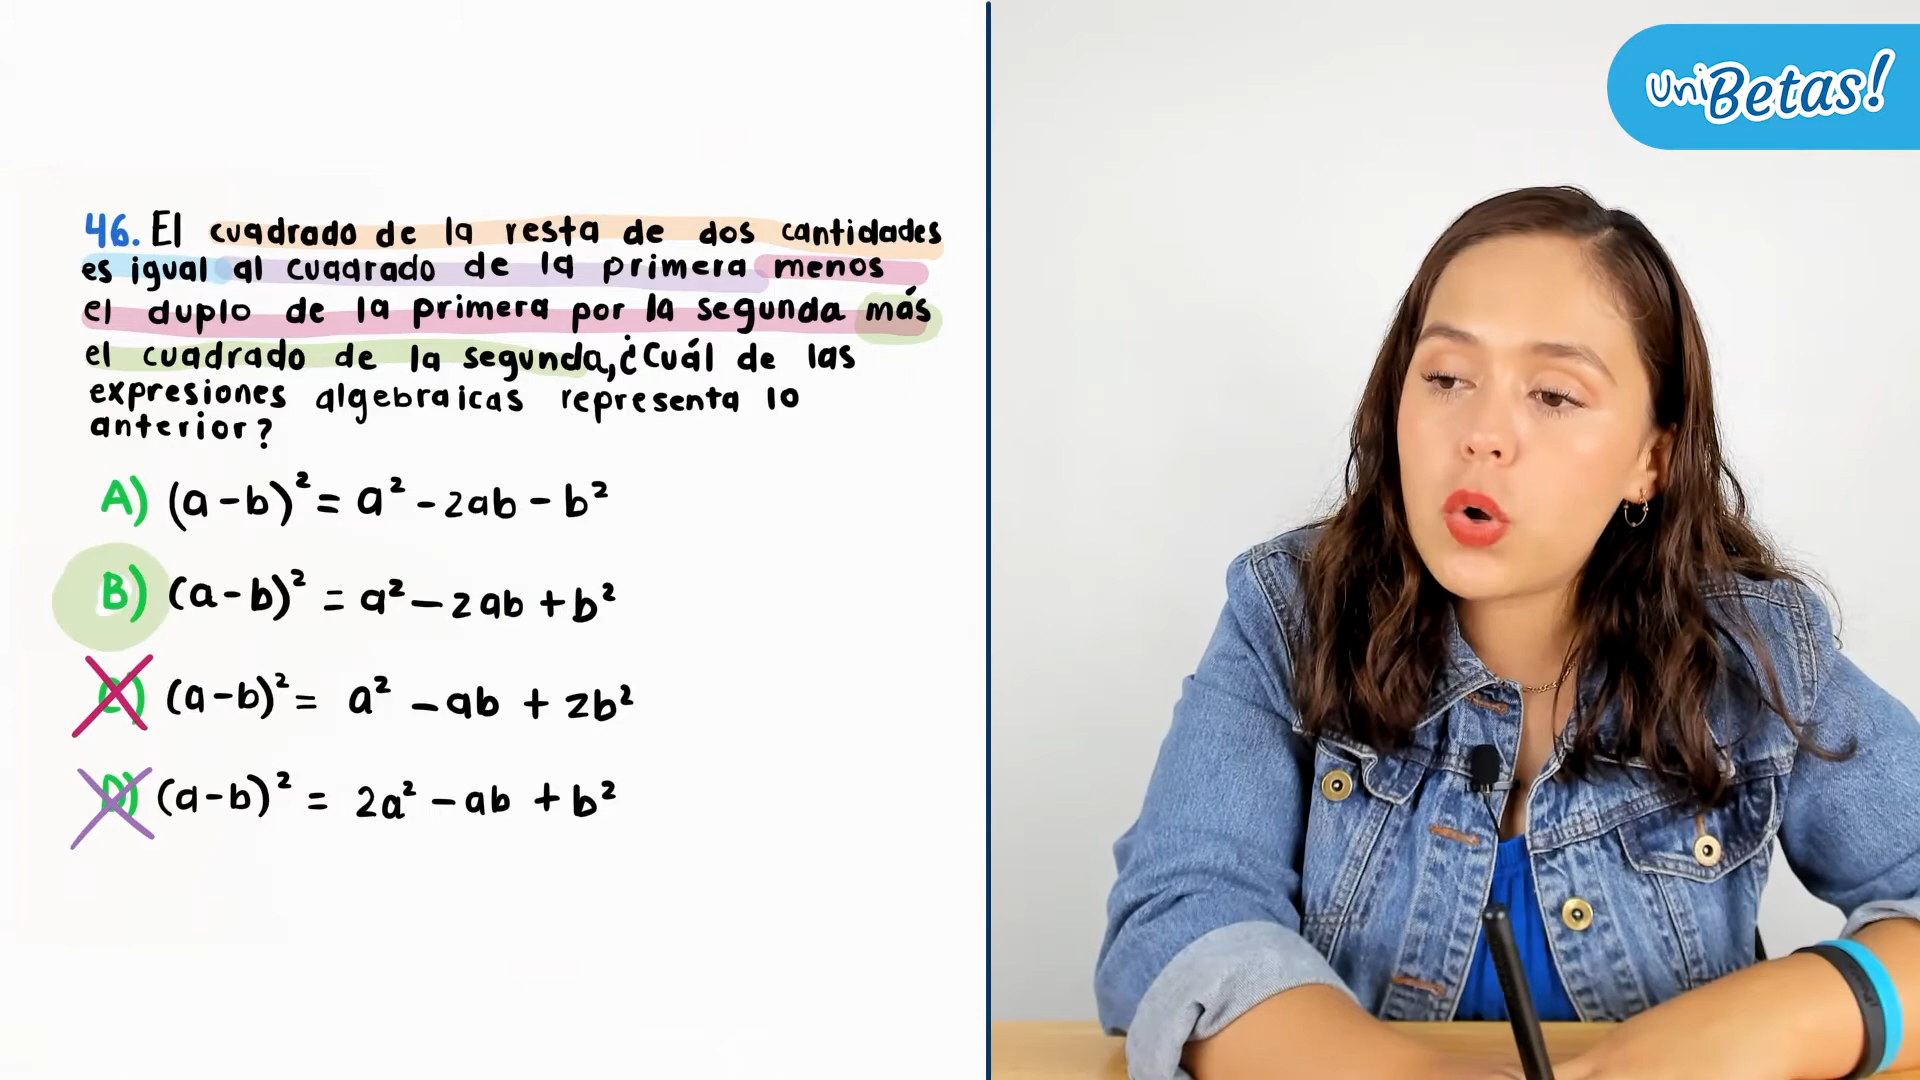 uniBetas!
46. El cuadrado de la resta de dos cantidades
es igual al cuadrado de la primera menos
el duplo de la primera por la segunda más
el cuadrado de la segunda, ¿Cuál de las
expresiones algebraicas representa lo
anterior?
A) (a-b)² = a² - 2ab - b²
B) (a-b)² = a² - 2ab + b²
C) (a-b)² = a² - ab + 2b²
D) (a-b)² = 2a² - ab + b²